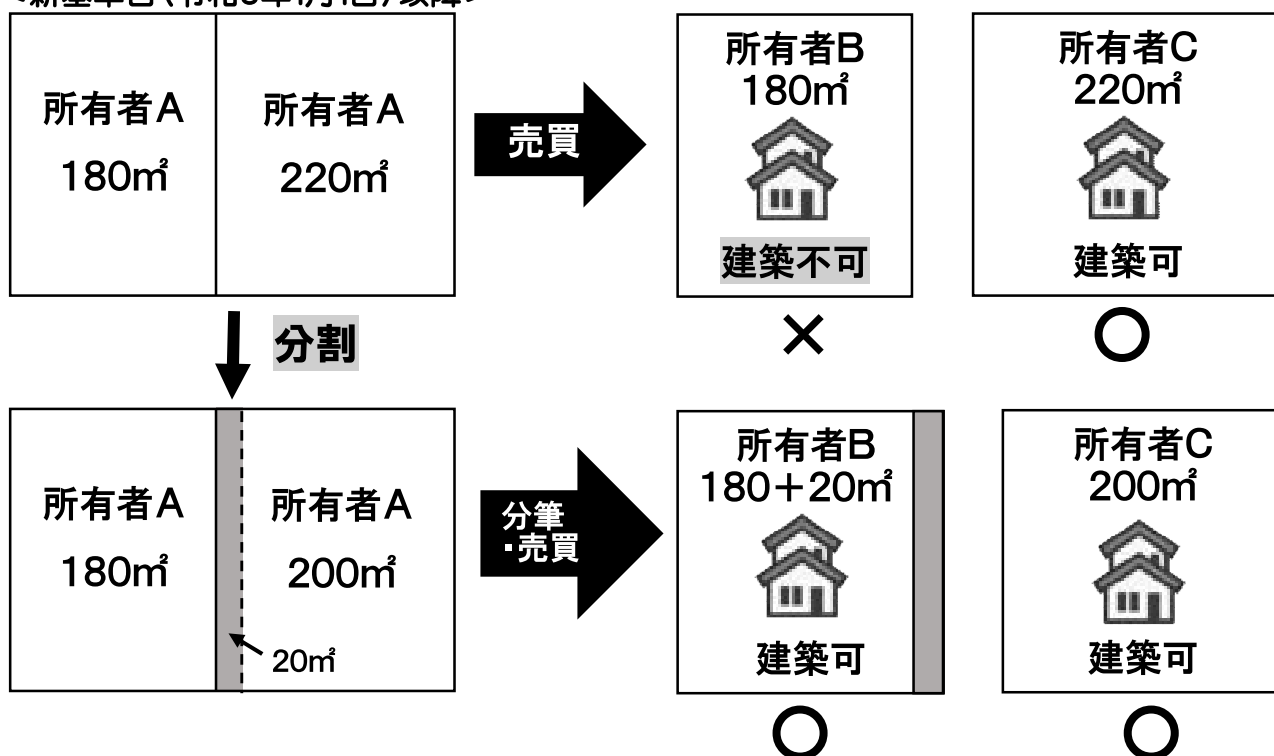 所有者A
180㎡
所有者A
220㎡
売買
所有者B
180㎡
建築不可
×
所有者C
220㎡
建築可
○
分割
所有者A
180㎡
所有者A
200㎡
20㎡
分筆
・売買
所有者B
180+20㎡
建築可
○
所有者C
200㎡
建築可
○